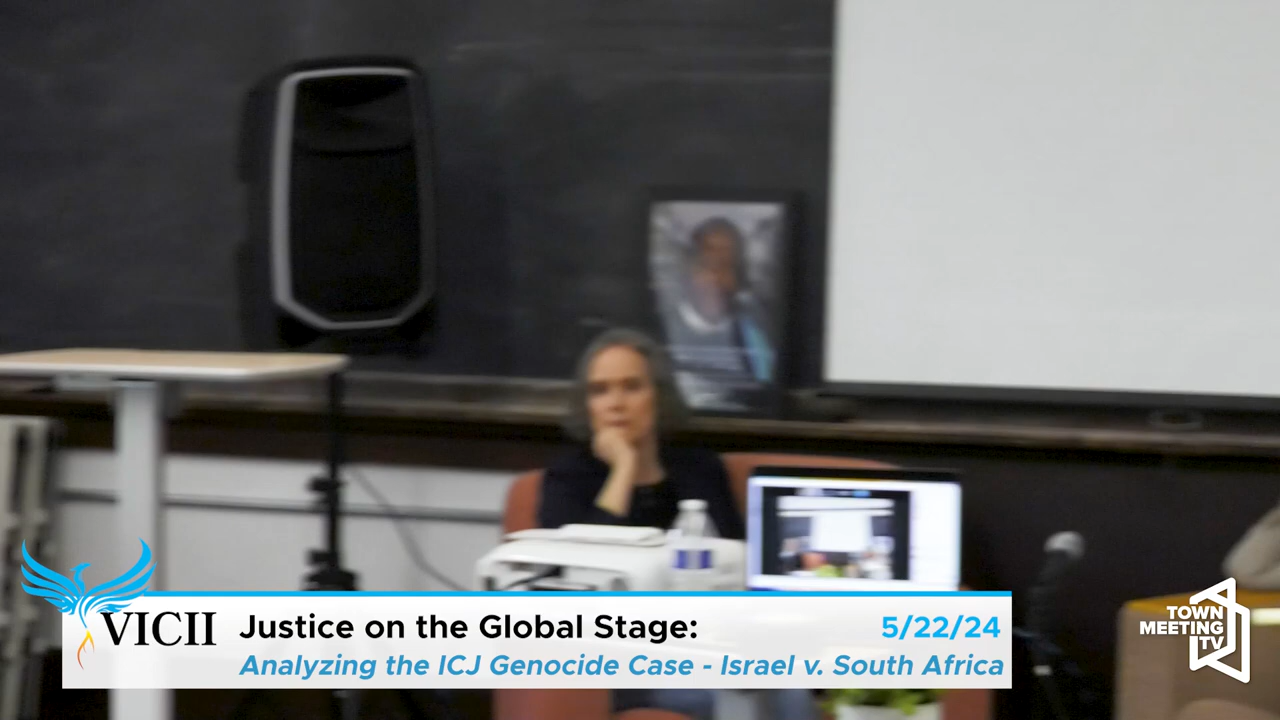 VICII
Justice on the Global Stage:
5/22/24
Analyzing the ICJ Genocide Case - Israel v. South Africa
TOWN
MEETING
TV